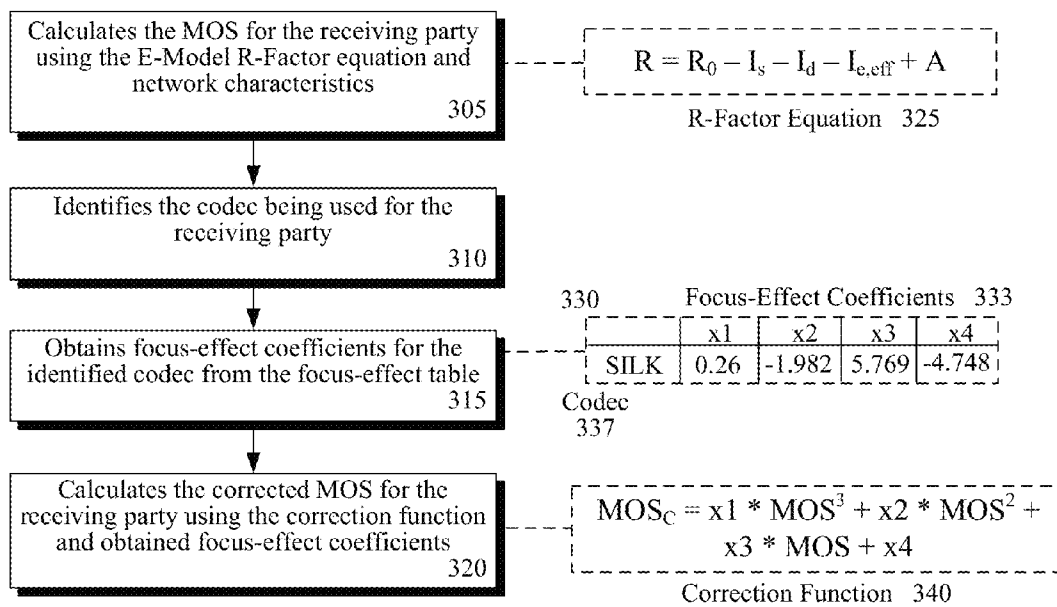 Calculates the MOS for the receiving party
using the E-Model R-Factor equation and
network characteristics
305
R = R₀ – Iₛ – I_d – I_e,eff + A
R-Factor Equation 325
Identifies the codec being used for the
receiving party
310
330 Focus-Effect Coefficients 333
x1 x2 x3 x4
SILK 0.26 -1.982 5.769 -4.748
Codec
337
Obtains focus-effect coefficients for the
identified codec from the focus-effect table
315
Calculates the corrected MOS for the
receiving party using the correction function
and obtained focus-effect coefficients
320
MOS_C = x1 * MOS³ + x2 * MOS² +
x3 * MOS + x4
Correction Function 340